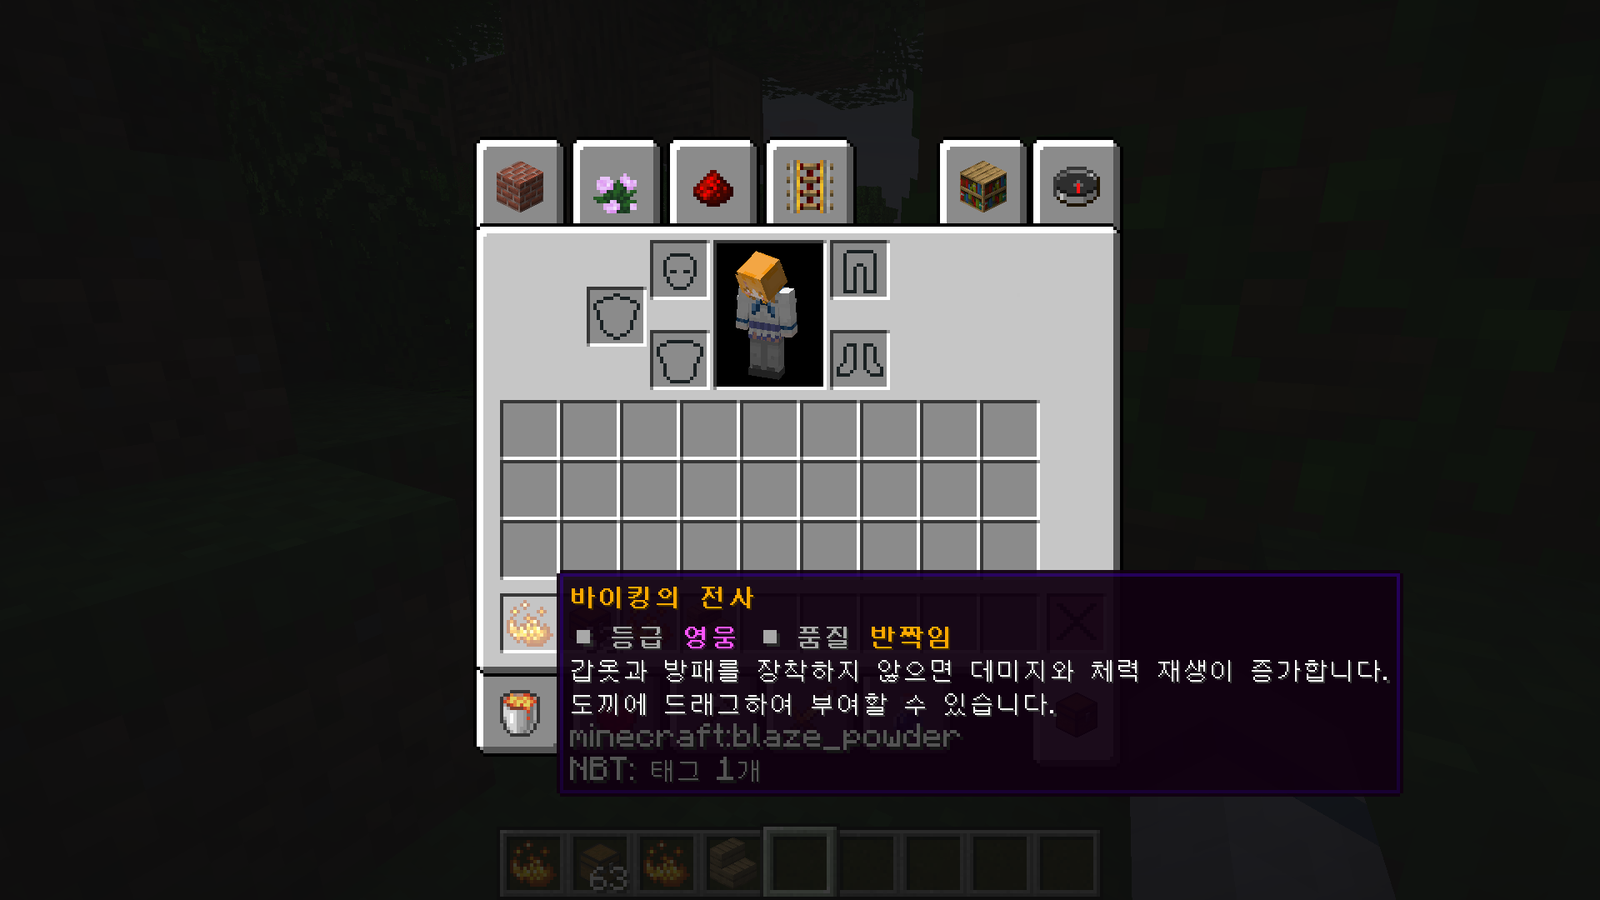 바이킹의 전사
■ 등급 영웅 ■ 품질 반짝임
갑옷과 방패를 장착하지 않으면 데미지와 체력 재생이 증가합니다.
도끼에 드래그하여 부여할 수 있습니다.
minecraft:blaze_powder
NBT: 태그 1개
63